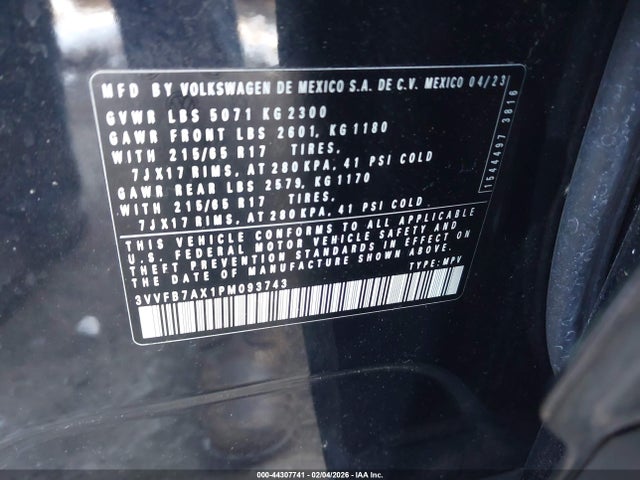 MFD BY VOLKSWAGEN DE MEXICO S.A. DE C.V. MEXICO 04/23
GVWR LBS 5071 KG 2300
GAWR FRONT LBS 2601, KG 1180
WITH 215/65 R17 TIRES,
7JX17 RIMS, AT 280 KPA, 41 PSI COLD
GAWR REAR LBS 2579, KG 1170
WITH 215/65 R17 TIRES,
7JX17 RIMS, AT 280 KPA, 41 PSI COLD
THIS VEHICLE CONFORMS TO ALL APPLICABLE
U.S. FEDERAL MOTOR VEHICLE SAFETY AND
THEFT PREVENTION STANDARDS IN EFFECT ON
THE DATE OF MANUFACTURE SHOWN ABOVE.
3VVFB7AX1PM093743 TYPE: MPV
1544497 3816
000-44307741 - 02/04/2026 - IAA Inc.